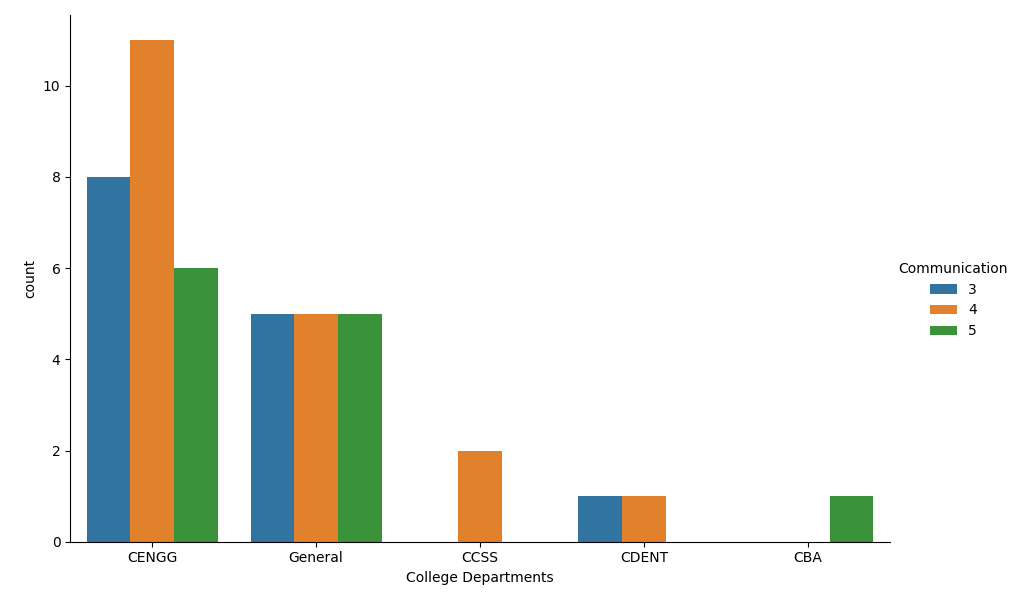 10
8
6
4
2
0
count
CENGG
General
CCSS
CDENT
CBA
College Departments
Communication
3
4
5